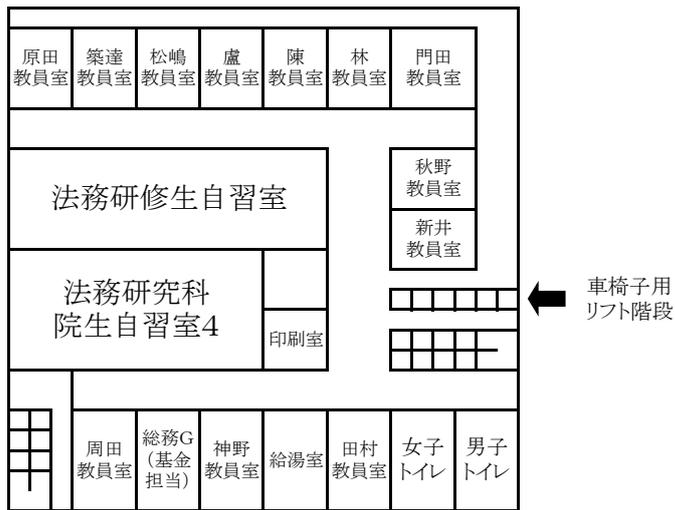 原田
教員室
築達
教員室
松嶋
教員室
盧
教員室
陳
教員室
林
教員室
門田
教員室
法務研修生自習室
秋野
教員室
新井
教員室
法務研究科
院生自習室4
印刷室
車椅子用
リフト階段
周田
教員室
総務G
（基金
担当）
神野
教員室
給湯室
田村
教員室
女子
トイレ
男子
トイレ